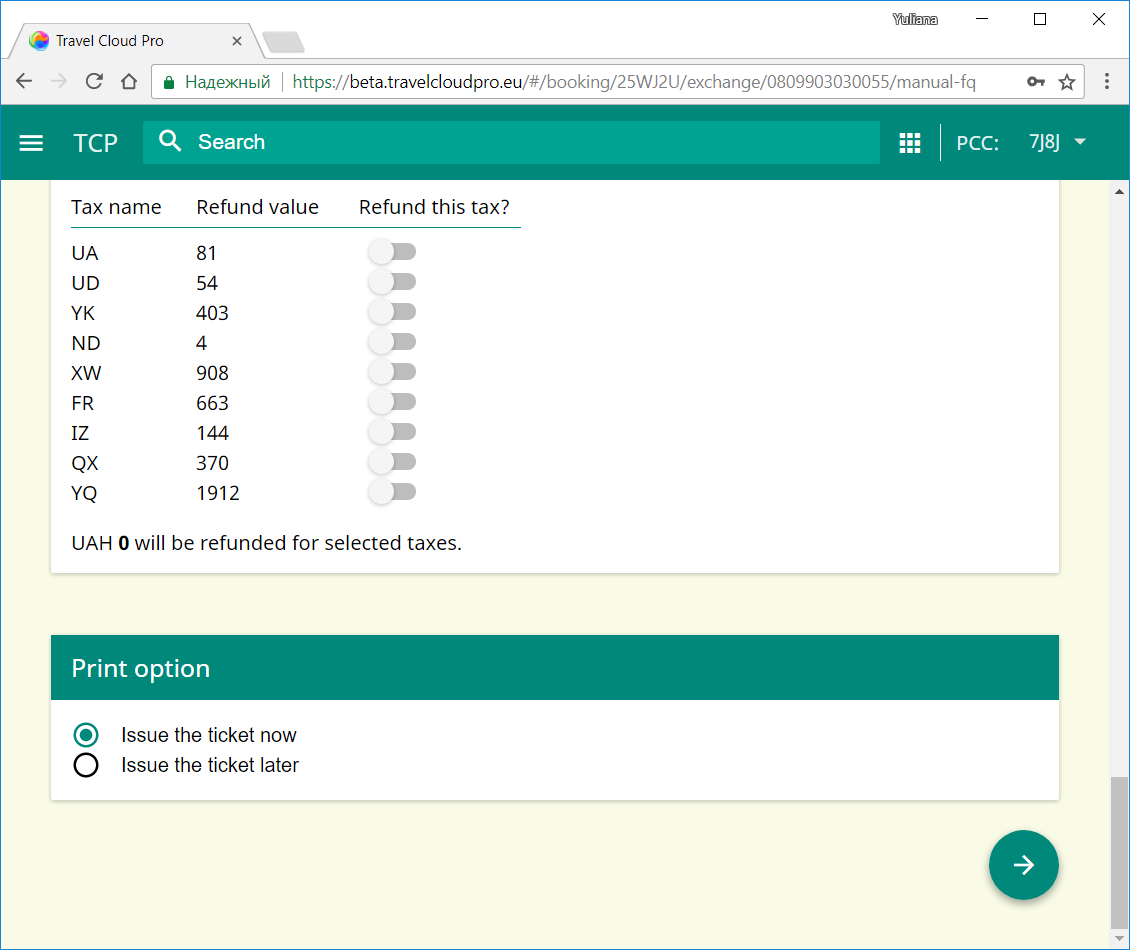 Yuliana
Travel Cloud Pro
Надежный https://beta.travelcloudpro.eu/#/booking/25WJ2U/exchange/0809903030055/manual-fq
TCP Search PCC: 7J8J
Tax name Refund value Refund this tax?
UA 81
UD 54
YK 403
ND 4
XW 908
FR 663
IZ 144
QX 370
YQ 1912
UAH 0 will be refunded for selected taxes.
Print option
Issue the ticket now
Issue the ticket later